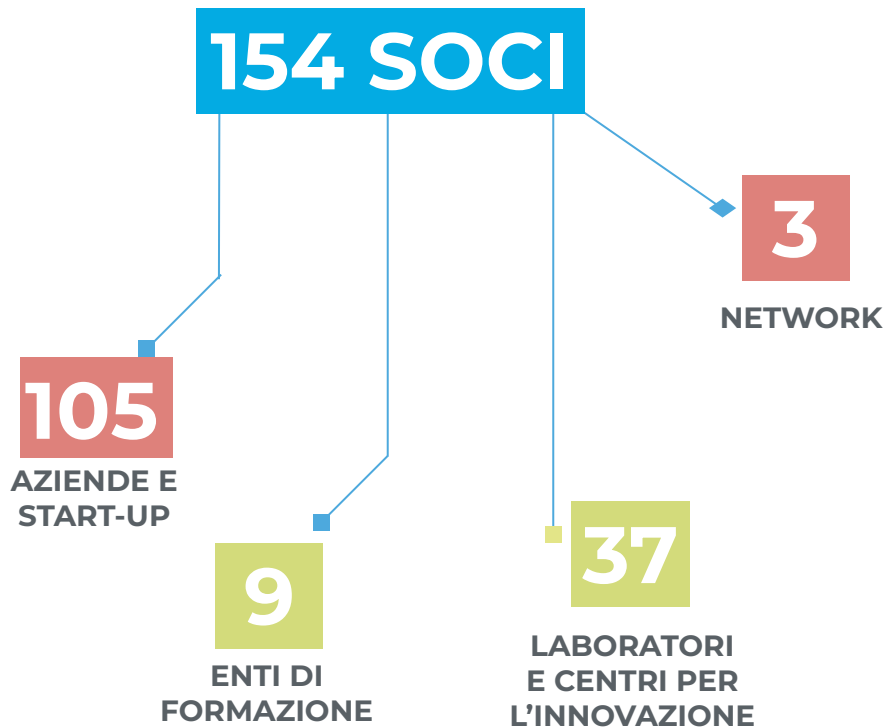 154 SOCI
3
NETWORK
105
AZIENDE E
START-UP
9
ENTI DI
FORMAZIONE
37
LABORATORI
E CENTRI PER
L’INNOVAZIONE